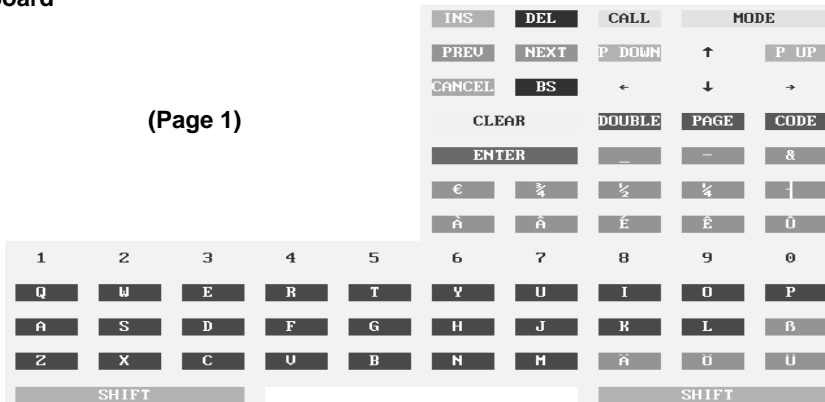 board
INS DEL CALL MODE
PREV NEXT P DOWN ↑ P UP
CANCEL BS ← ↓ →
(Page 1)
CLEAR DOUBLE PAGE CODE
ENTER _ - &
€ ¾ ½ ¼ ┤
À Â É Ê Û
1 2 3 4 5 6 7 8 9 0
Q W E R T Y U I O P
A S D F G H J K L ß
Z X C V B N M Ä Ö Ü
SHIFT SHIFT